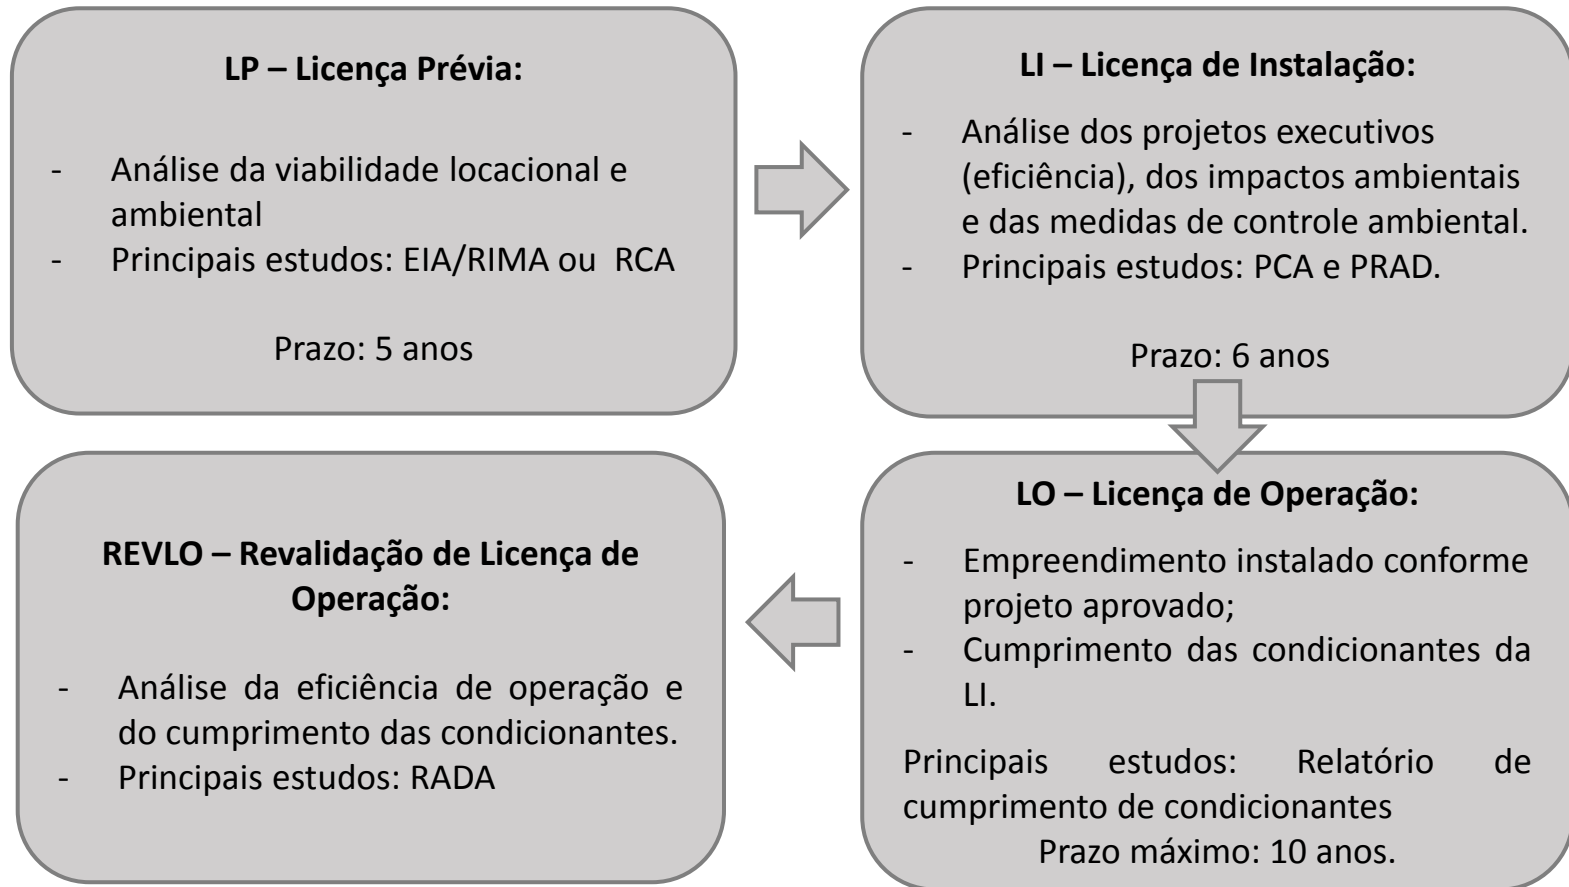 LP – Licença Prévia:
- Análise da viabilidade locacional e
ambiental
- Principais estudos: EIA/RIMA ou RCA
Prazo: 5 anos
LI – Licença de Instalação:
- Análise dos projetos executivos
(eficiência), dos impactos ambientais
e das medidas de controle ambiental.
- Principais estudos: PCA e PRAD.
Prazo: 6 anos
LO – Licença de Operação:
- Empreendimento instalado conforme
projeto aprovado;
- Cumprimento das condicionantes da
LI.
Principais estudos: Relatório de
cumprimento de condicionantes
Prazo máximo: 10 anos.
REVLO – Revalidação de Licença de
Operação:
- Análise da eficiência de operação e
do cumprimento das condicionantes.
- Principais estudos: RADA